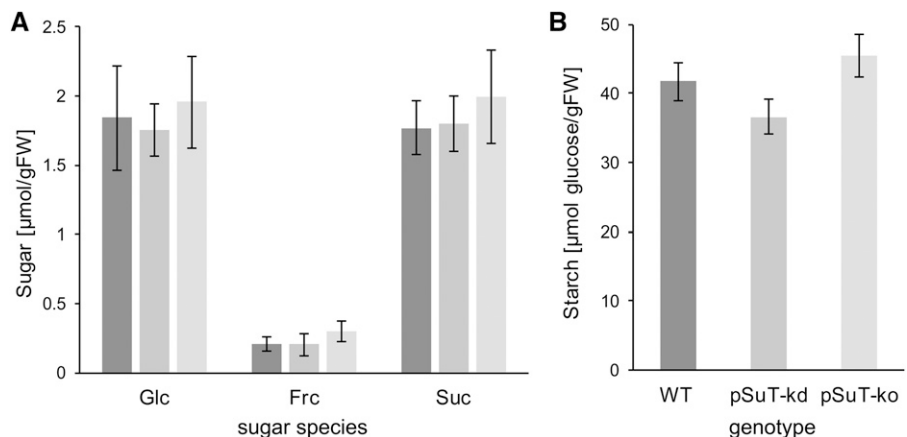 A
Sugar [µmol/gFW]
2.5
2
1.5
1
0.5
0
Glc Frc Suc
sugar species
B
Starch [µmol glucose/gFW]
50
40
30
20
10
0
WT pSuT-kd pSuT-ko
genotype